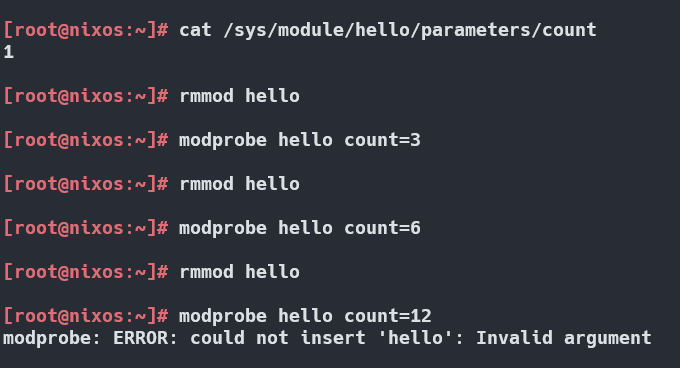 [root@nixos:~]# cat /sys/module/hello/parameters/count
1
[root@nixos:~]# rmmod hello
[root@nixos:~]# modprobe hello count=3
[root@nixos:~]# rmmod hello
[root@nixos:~]# modprobe hello count=6
[root@nixos:~]# rmmod hello
[root@nixos:~]# modprobe hello count=12
modprobe: ERROR: could not insert 'hello': Invalid argument